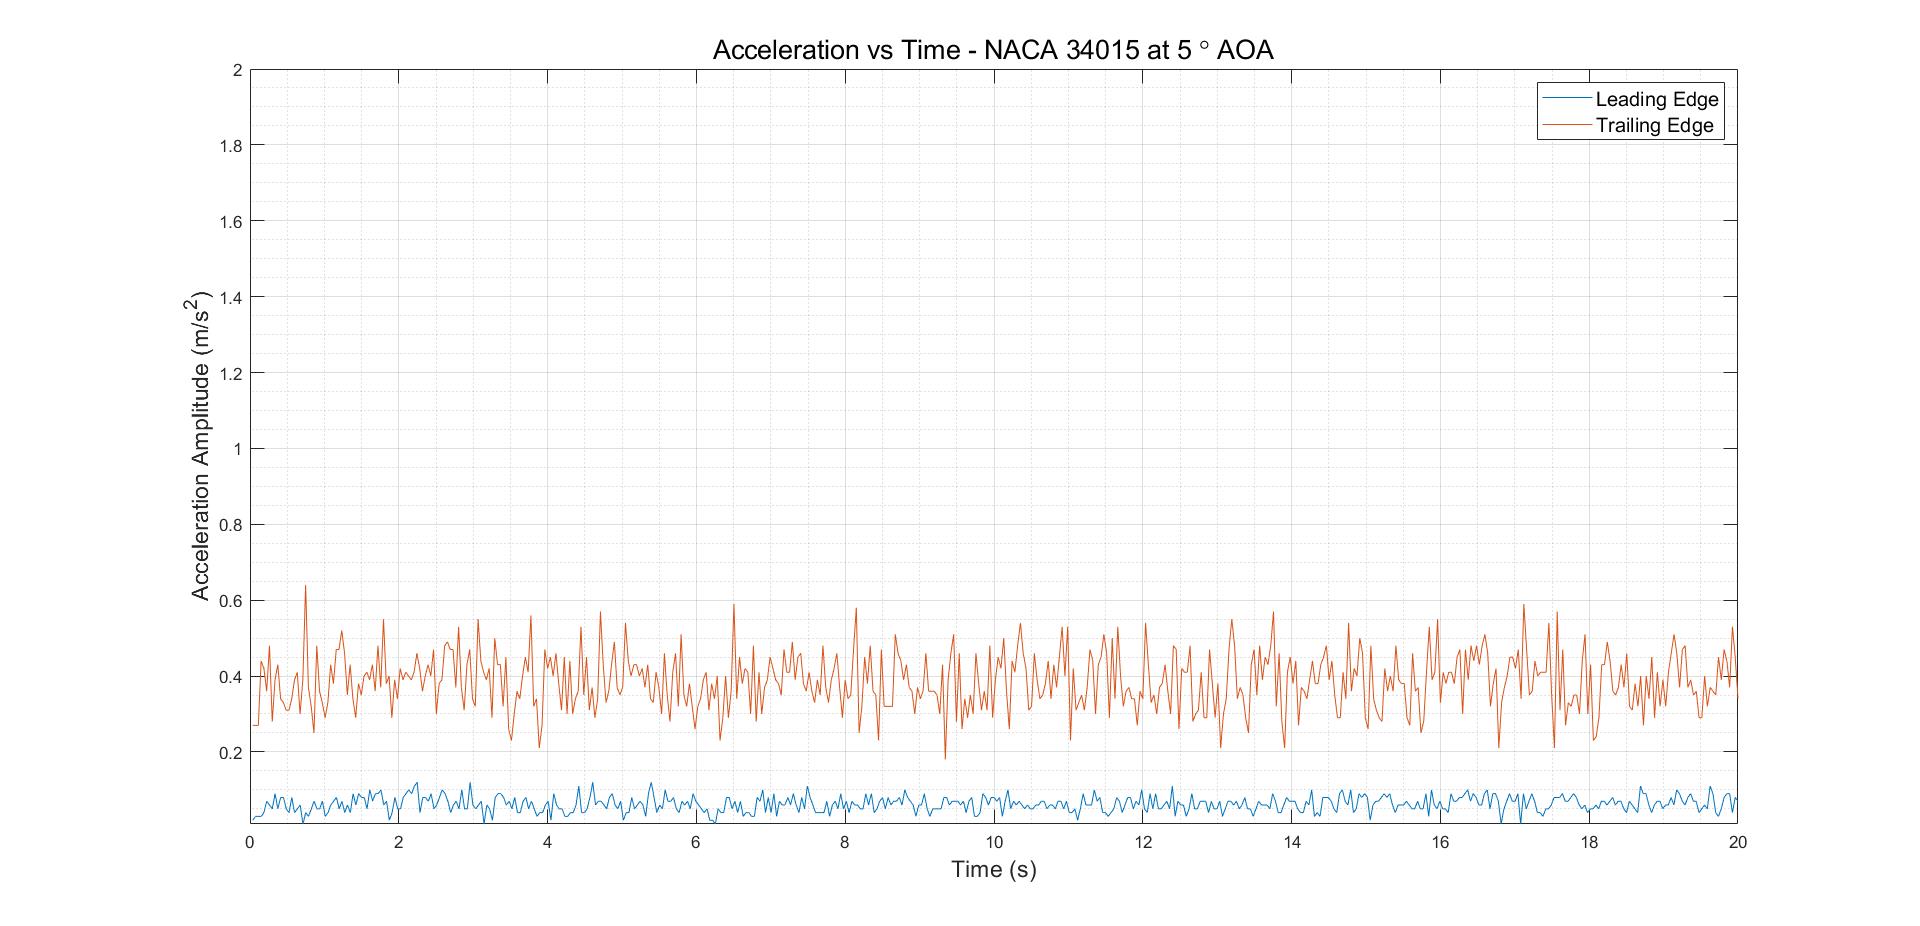 Acceleration vs Time - NACA 34015 at 5 ° AOA
Leading Edge
Trailing Edge
Acceleration Amplitude (m/s²)
2
1.8
1.6
1.4
1.2
1
0.8
0.6
0.4
0.2
0 2 4 6 8 10 12 14 16 18 20
Time (s)